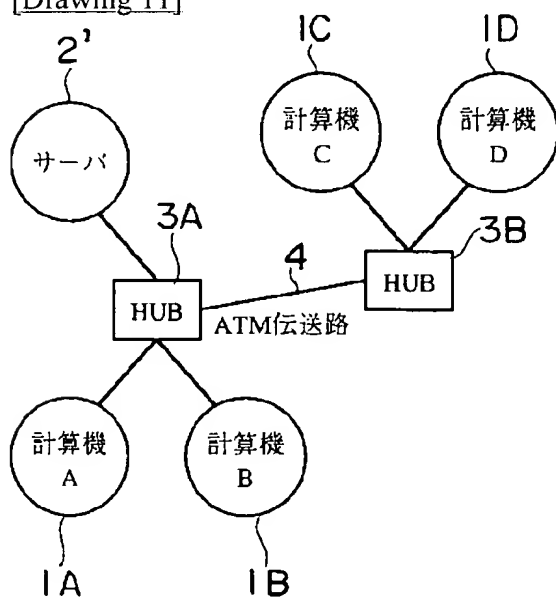 [Drawing 11]
2'
1C
1D
サーバ
計算機
C
計算機
D
3A
3B
4
HUB
HUB
ATM伝送路
計算機
A
計算機
B
1A
1B